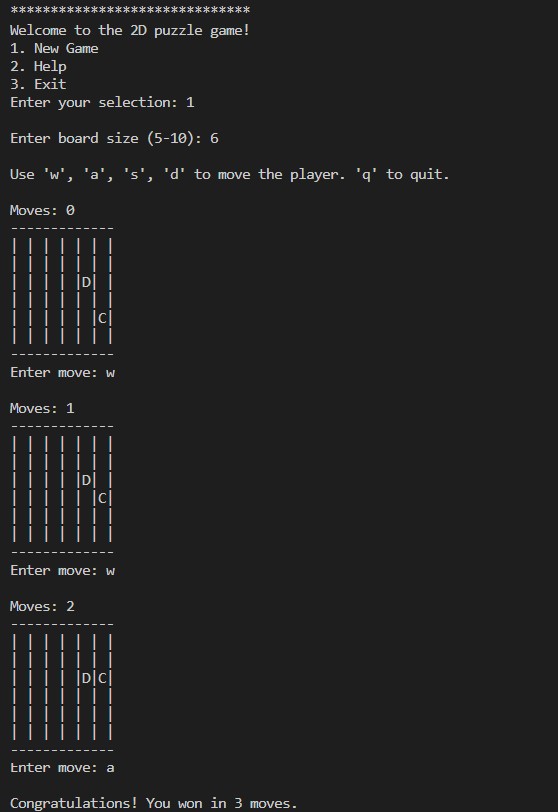 ******************************
Welcome to the 2D puzzle game!
1. New Game
2. Help
3. Exit
Enter your selection: 1
Enter board size (5-10): 6
Use 'w', 'a', 's', 'd' to move the player. 'q' to quit.
Moves: 0
-------------
| | | | | | |
| | | | | | |
| | | | |D| |
| | | | | | |
| | | | | |C|
| | | | | | |
-------------
Enter move: w
Moves: 1
-------------
| | | | | | |
| | | | | | |
| | | | |D| |
| | | | | |C|
| | | | | | |
| | | | | | |
-------------
Enter move: w
Moves: 2
-------------
| | | | | | |
| | | | | | |
| | | | |D|C|
| | | | | | |
| | | | | | |
| | | | | | |
-------------
Enter move: a
Congratulations! You won in 3 moves.